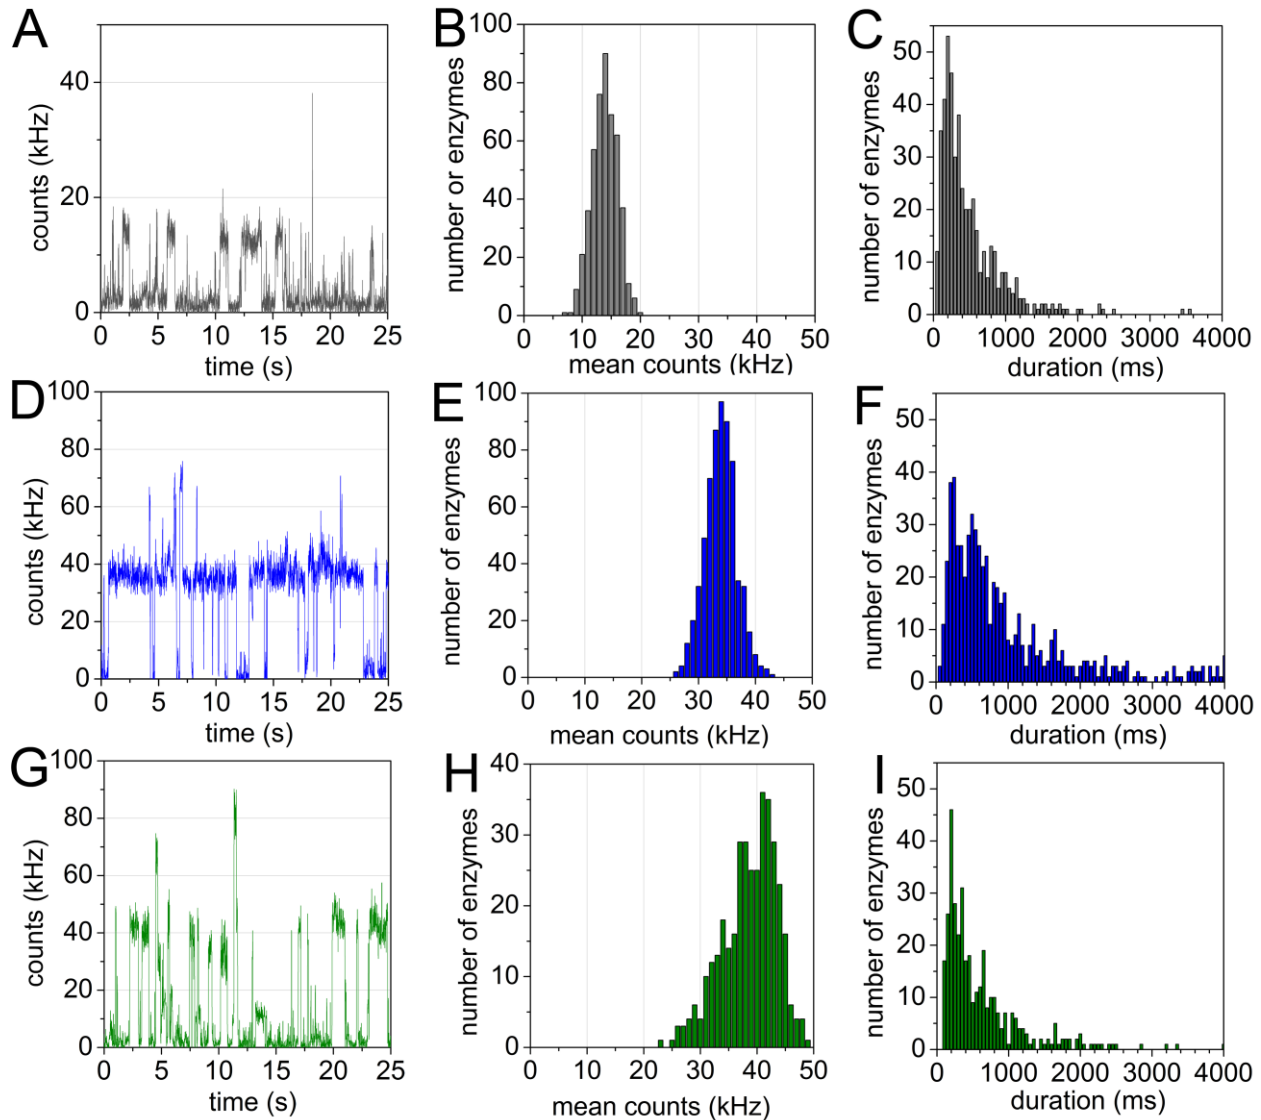 A
counts (kHz)
40
20
0
0 5 10 15 20 25
time (s)
B
number or enzymes
100
80
60
40
20
0
0 10 20 30 40 50
mean counts (kHz)
C
number of enzymes
50
40
30
20
10
0
0 1000 2000 3000 4000
duration (ms)
D
counts (kHz)
100
80
60
40
20
0
0 5 10 15 20 25
time (s)
E
number of enzymes
100
80
60
40
20
0
0 10 20 30 40 50
mean counts (kHz)
F
number of enzymes
50
40
30
20
10
0
0 1000 2000 3000 4000
duration (ms)
G
counts (kHz)
100
80
60
40
20
0
0 5 10 15 20 25
time (s)
H
number of enzymes
40
30
20
10
0
0 10 20 30 40 50
mean counts (kHz)
I
number of enzymes
50
40
30
20
10
0
0 1000 2000 3000 4000
duration (ms)